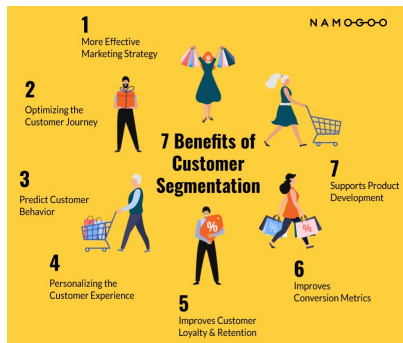 NAMOGOO
1
More Effective
Marketing Strategy
2
Optimizing the
Customer Journey
7 Benefits of
Customer
Segmentation
3
Predict Customer
Behavior
4
Personalizing the
Customer Experience
5
Improves Customer
Loyalty & Retention
6
Improves
Conversion Metrics
7
Supports Product
Development
%
%
%